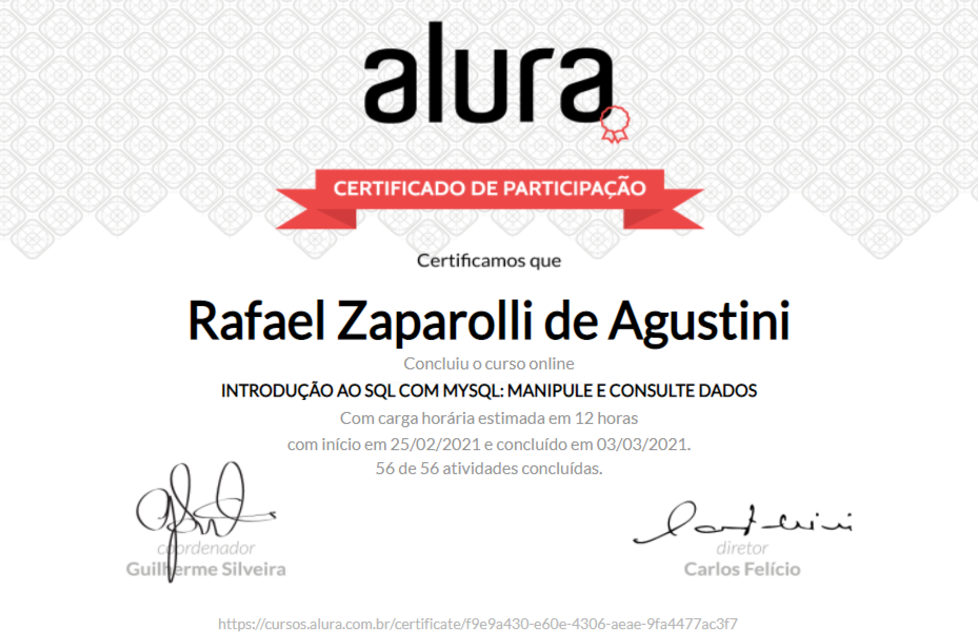 alura
CERTIFICADO DE PARTICIPAÇÃO
Certificamos que
Rafael Zaparolli de Agustini
Concluiu o curso online
INTRODUÇÃO AO SQL COM MYSQL: MANIPULE E CONSULTE DADOS
Com carga horária estimada em 12 horas
com início em 25/02/2021 e concluído em 03/03/2021.
56 de 56 atividades concluídas.
coordenador
Guilherme Silveira
diretor
Carlos Felício
https://cursos.alura.com.br/certificate/f9e9a430-e60e-4306-aeae-9fa4477ac3f7